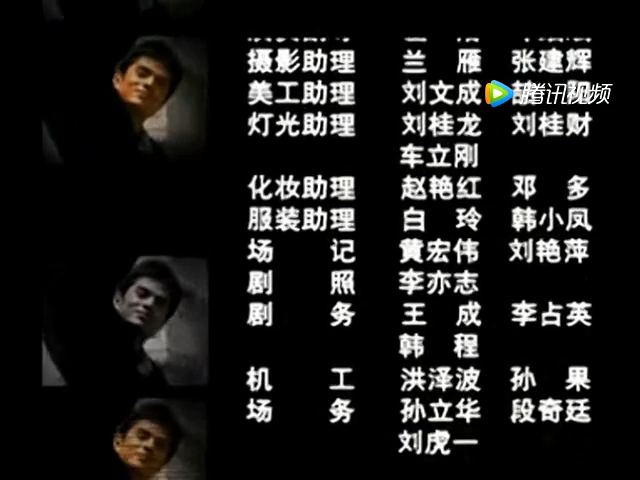 摄影助理 兰雁 张建辉
美工助理 刘文成
腾讯视频
灯光助理 刘桂龙 刘桂财
车立刚
化妆助理 赵艳红 邓多
服装助理 白玲 韩小凤
场记 黄宏伟 刘艳萍
剧照 李亦志
剧务 王成 李占英
韩程
机工 洪泽波 孙果
场务 孙立华 段奇廷
刘虎一